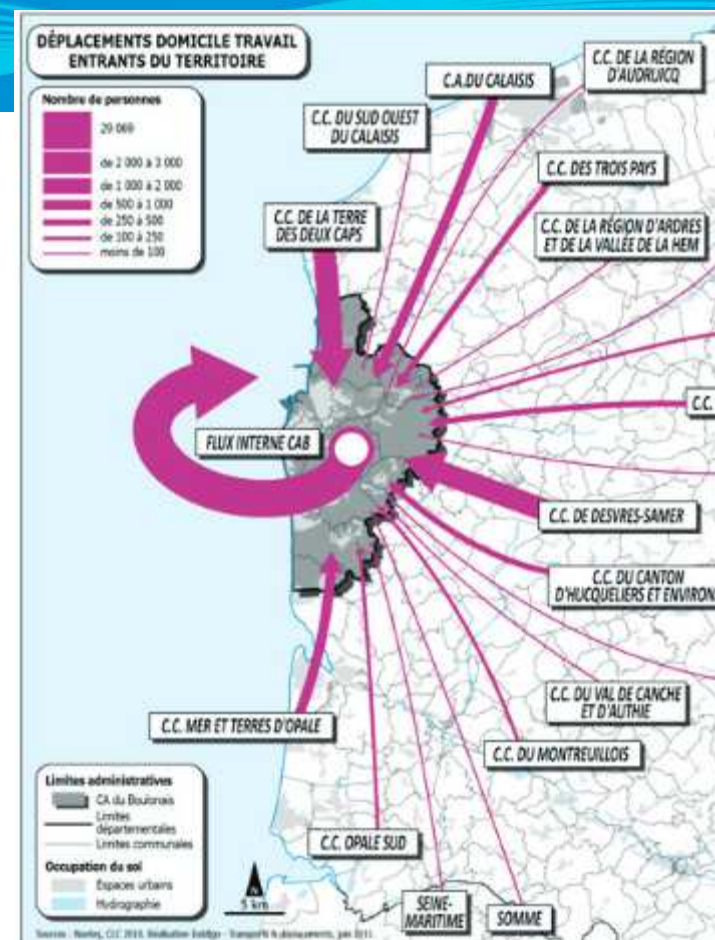 DÉPLACEMENTS DOMICILE TRAVAIL
ENTRANTS DU TERRITOIRE
Nombre de personnes
29 069
de 2 000 à 3 000
de 1 000 à 2 000
de 500 à 1 000
de 250 à 500
de 100 à 250
moins de 100
C.C. DE LA RÉGION
D'AUDRUICQ
C.A.DU CALAISIS
C.C. DU SUD OUEST
DU CALAISIS
C.C. DES TROIS PAYS
C.C. DE LA TERRE
DES DEUX CAPS
C.C. DE LA RÉGION D'ARDRES
ET DE LA VALLÉE DE LA HEM
C.C.
FLUX INTERNE CAB
C.C. DE DESVRES-SAMER
C.C. DU CANTON
D'HUCQUELIERS ET ENVIRON
C.C. DU VAL DE CANCHE
ET D'AUTHIE
C.C. MER ET TERRES D'OPALE
C.C. DU MONTREUILLOIS
C.C. OPALE SUD
SEINE-
MARITIME
SOMME
Limites administratives
CA du Boulonais
Limites
départementales
Limites communales
Occupation du sol
Espaces urbains
Hydrographie
N
5 km
Transports & déplacements